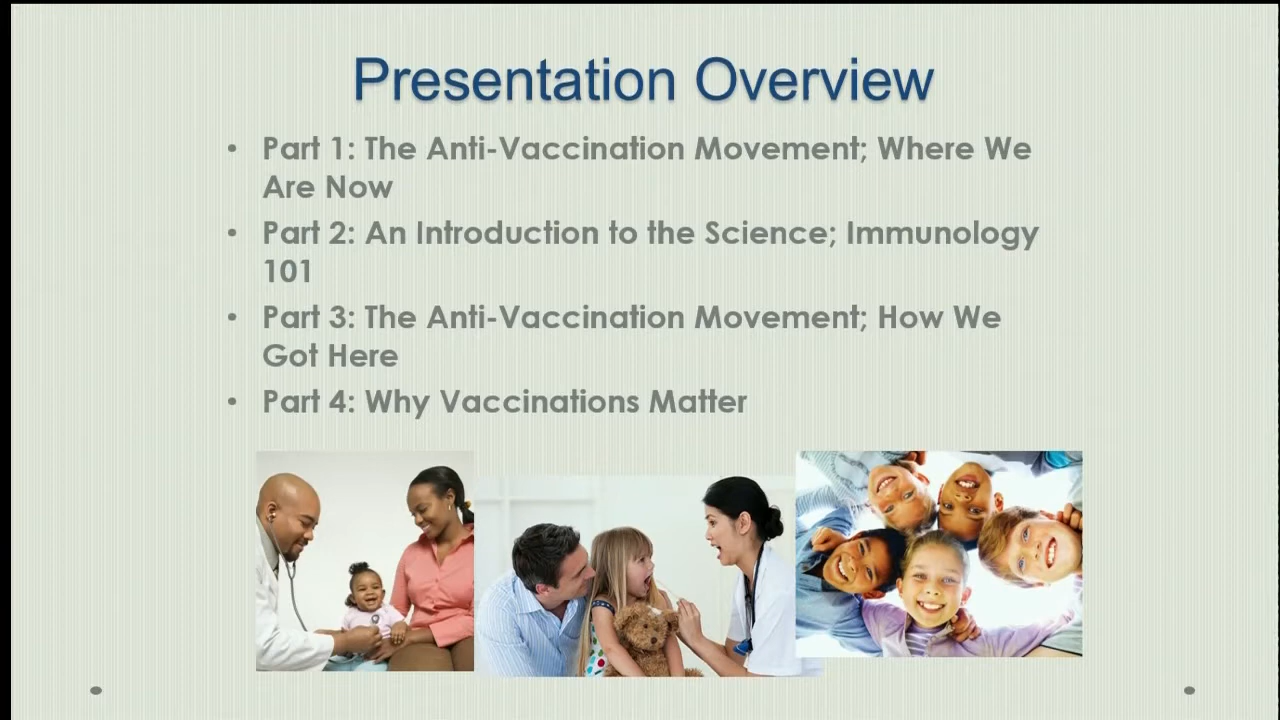 Presentation Overview
• Part 1: The Anti-Vaccination Movement; Where We
Are Now
• Part 2: An Introduction to the Science; Immunology
101
• Part 3: The Anti-Vaccination Movement; How We
Got Here
• Part 4: Why Vaccinations Matter